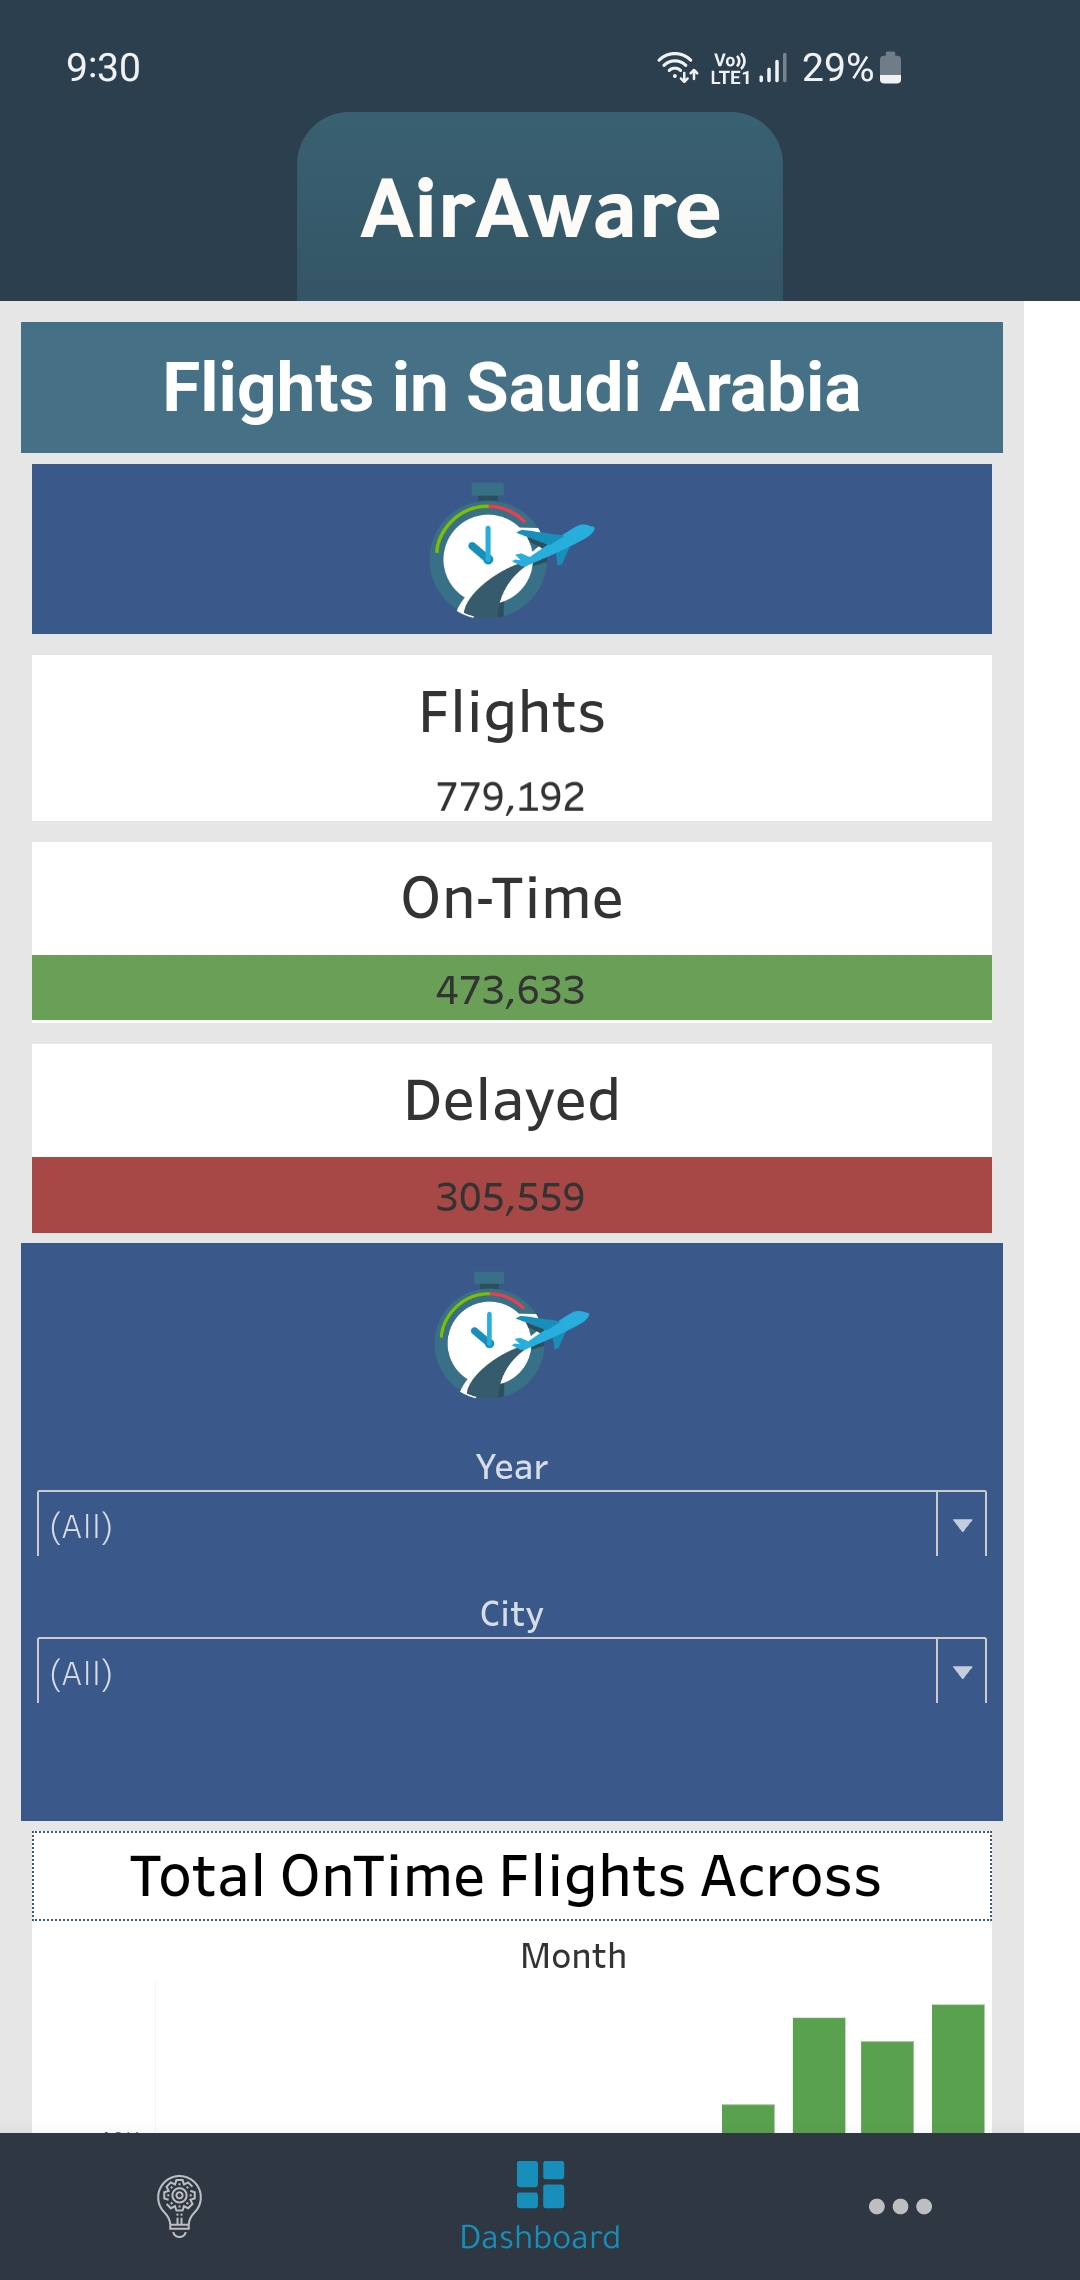 9:30
Vo))
LTE1
29%
AirAware
Flights in Saudi Arabia
Flights
779,192
On-Time
473,633
Delayed
305,559
Year
(All)
City
(All)
Total OnTime Flights Across
Month
Dashboard